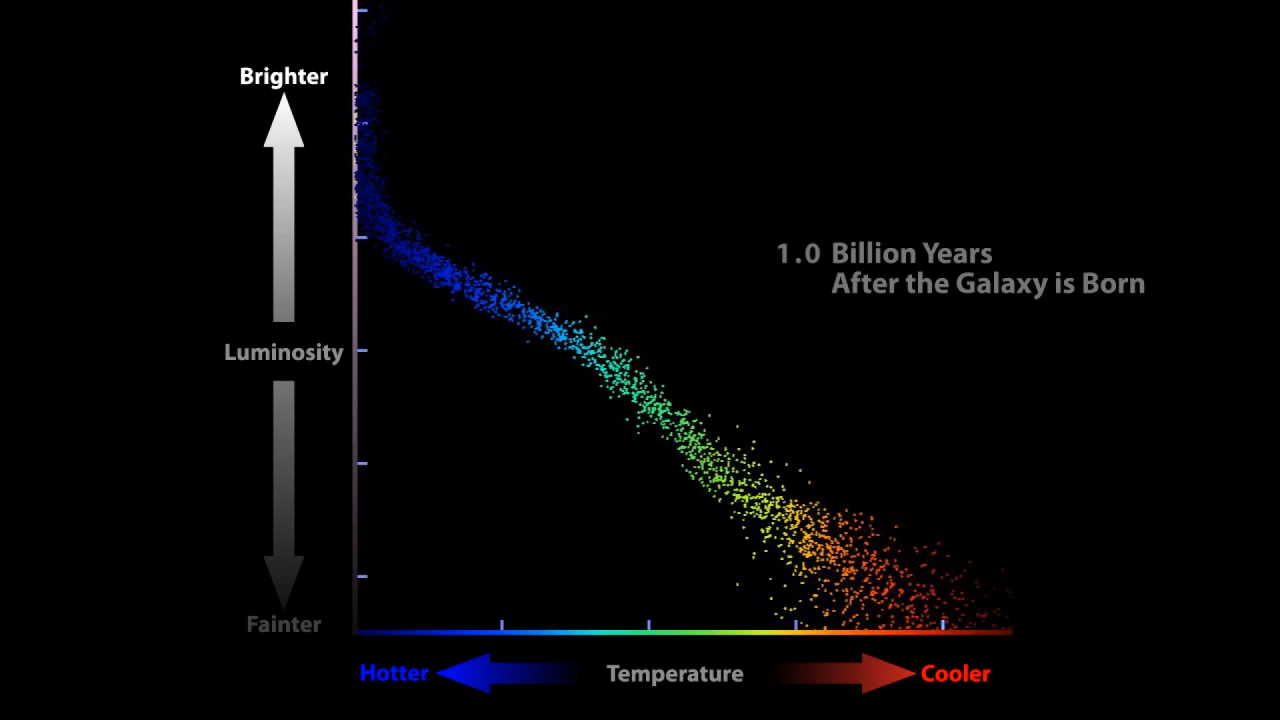 Brighter
Luminosity
Fainter
1.0 Billion Years
After the Galaxy is Born
Hotter
Temperature
Cooler